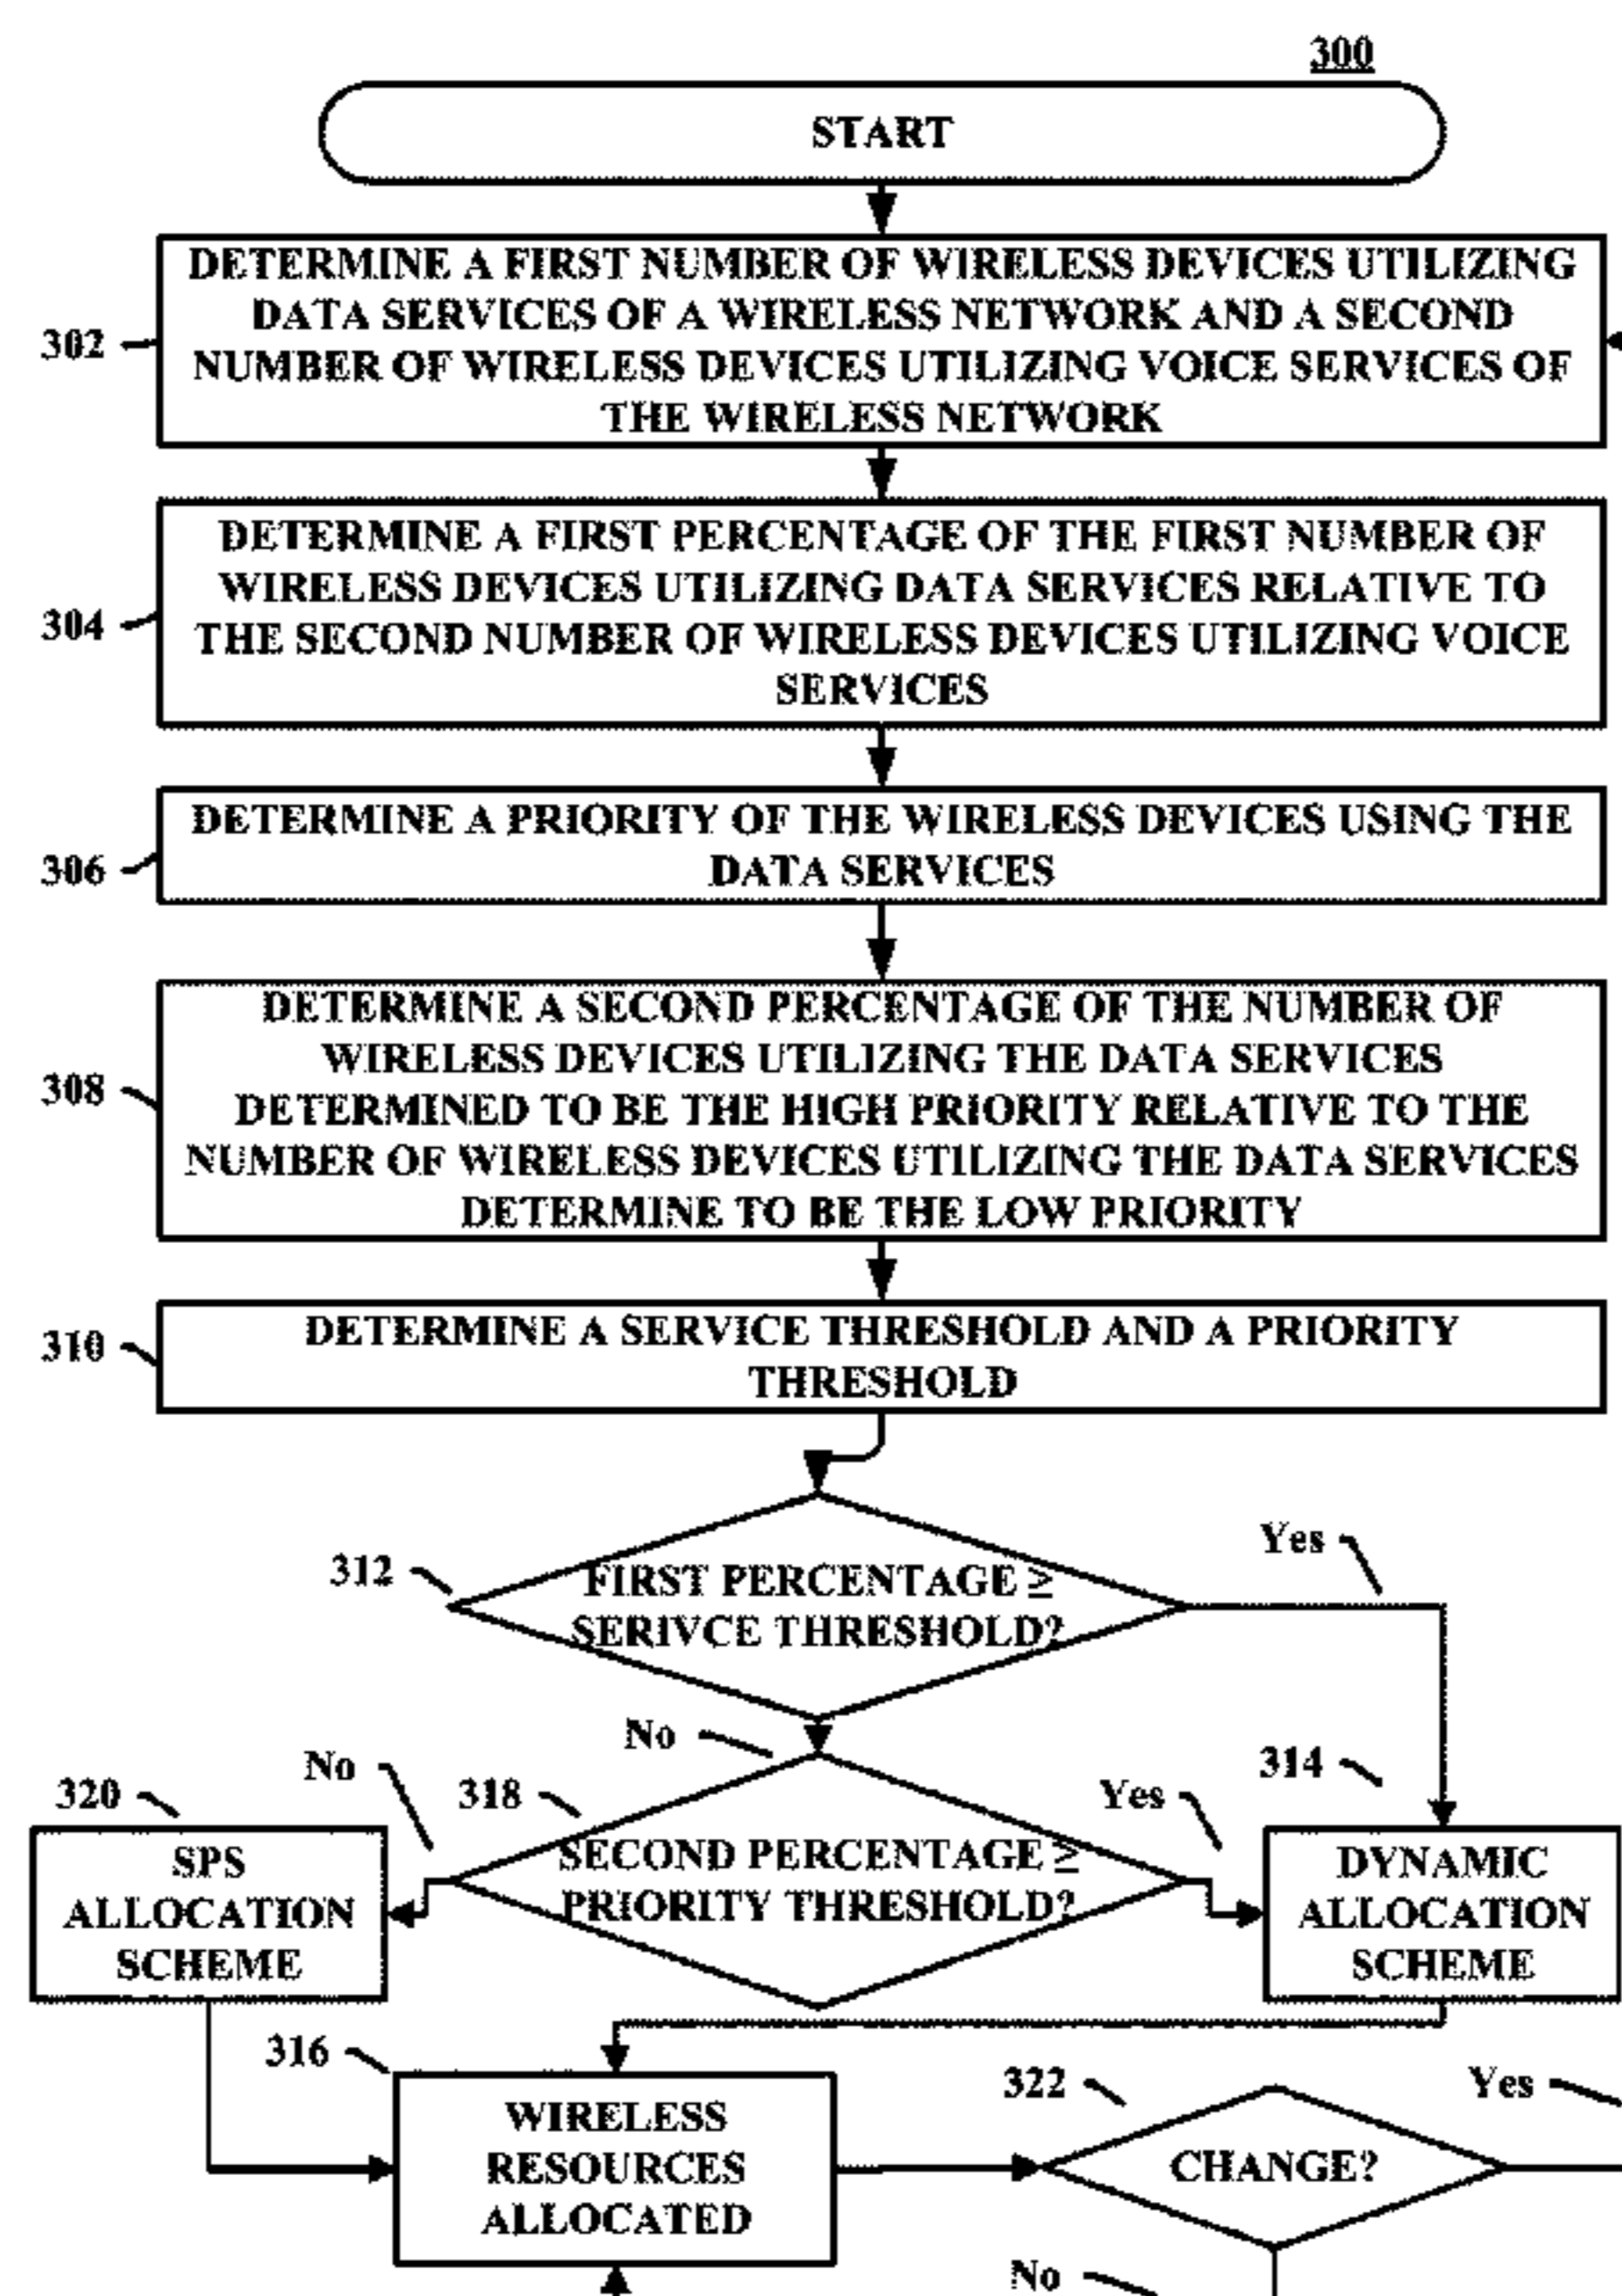 300
START
302
DETERMINE A FIRST NUMBER OF WIRELESS DEVICES UTILIZING
DATA SERVICES OF A WIRELESS NETWORK AND A SECOND
NUMBER OF WIRELESS DEVICES UTILIZING VOICE SERVICES OF
THE WIRELESS NETWORK
304
DETERMINE A FIRST PERCENTAGE OF THE FIRST NUMBER OF
WIRELESS DEVICES UTILIZING DATA SERVICES RELATIVE TO
THE SECOND NUMBER OF WIRELESS DEVICES UTILIZING VOICE
SERVICES
306
DETERMINE A PRIORITY OF THE WIRELESS DEVICES USING THE
DATA SERVICES
308
DETERMINE A SECOND PERCENTAGE OF THE NUMBER OF
WIRELESS DEVICES UTILIZING THE DATA SERVICES
DETERMINED TO BE THE HIGH PRIORITY RELATIVE TO THE
NUMBER OF WIRELESS DEVICES UTILIZING THE DATA SERVICES
DETERMINE TO BE THE LOW PRIORITY
310
DETERMINE A SERVICE THRESHOLD AND A PRIORITY
THRESHOLD
312
FIRST PERCENTAGE ≥
SERIVCE THRESHOLD?
Yes
No
314
DYNAMIC
ALLOCATION
SCHEME
318
SECOND PERCENTAGE ≥
PRIORITY THRESHOLD?
Yes
No
320
SPS
ALLOCATION
SCHEME
316
WIRELESS
RESOURCES
ALLOCATED
322
CHANGE?
Yes
No